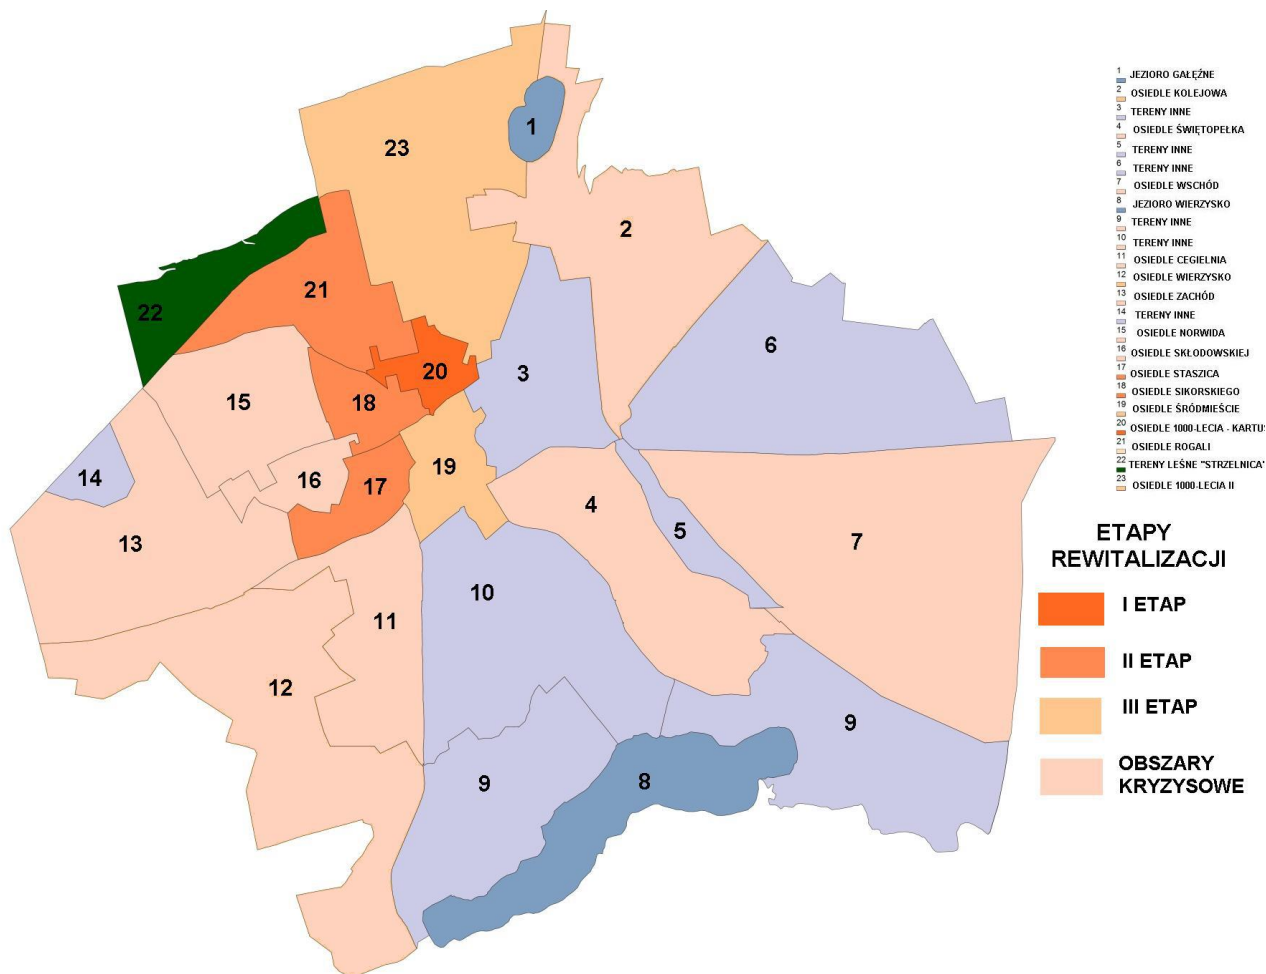 1
23
2
21
22
6
20
3
15
18
19
14
16
17
4
5
7
13
10
11
12
9
8
9
1 JEZIORO GAŁĘŹNE
2 OSIEDLE KOLEJOWA
3 TERENY INNE
4 OSIEDLE ŚWIĘTOPEŁKA
5 TERENY INNE
6 TERENY INNE
7 OSIEDLE WSCHÓD
8 JEZIORO WIERZYSKO
9 TERENY INNE
10 TERENY INNE
11 OSIEDLE CEGIELNIA
12 OSIEDLE WIERZYSKO
13 OSIEDLE ZACHÓD
14 TERENY INNE
15 OSIEDLE NORWIDA
16 OSIEDLE SKŁODOWSKIEJ
17 OSIEDLE STASZICA
18 OSIEDLE SIKORSKIEGO
19 OSIEDLE ŚRÓDMIEŚCIE
20 OSIEDLE 1000-LECIA - KARTUS
21 OSIEDLE ROGALI
22 TERENY LEŚNE "STRZELNICA"
23 OSIEDLE 1000-LECIA II
ETAPY
REWITALIZACJI
I ETAP
II ETAP
III ETAP
OBSZARY
KRYZYSOWE